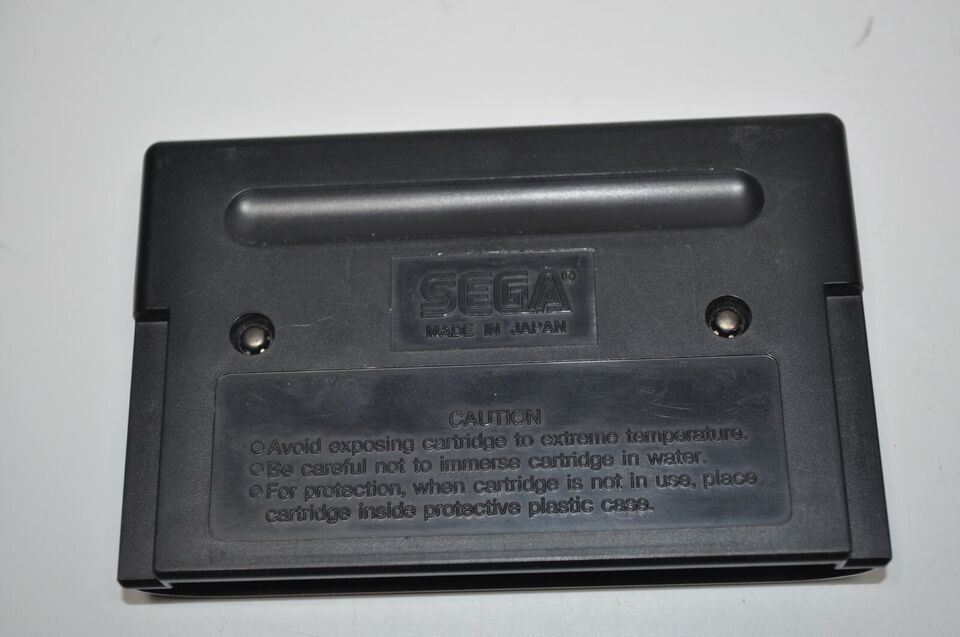 SEGA®
MADE IN JAPAN
CAUTION
○ Avoid exposing cartridge to extreme temperature.
○ Be careful not to immerse cartridge in water.
○ For protection, when cartridge is not in use, place
cartridge inside protective plastic case.